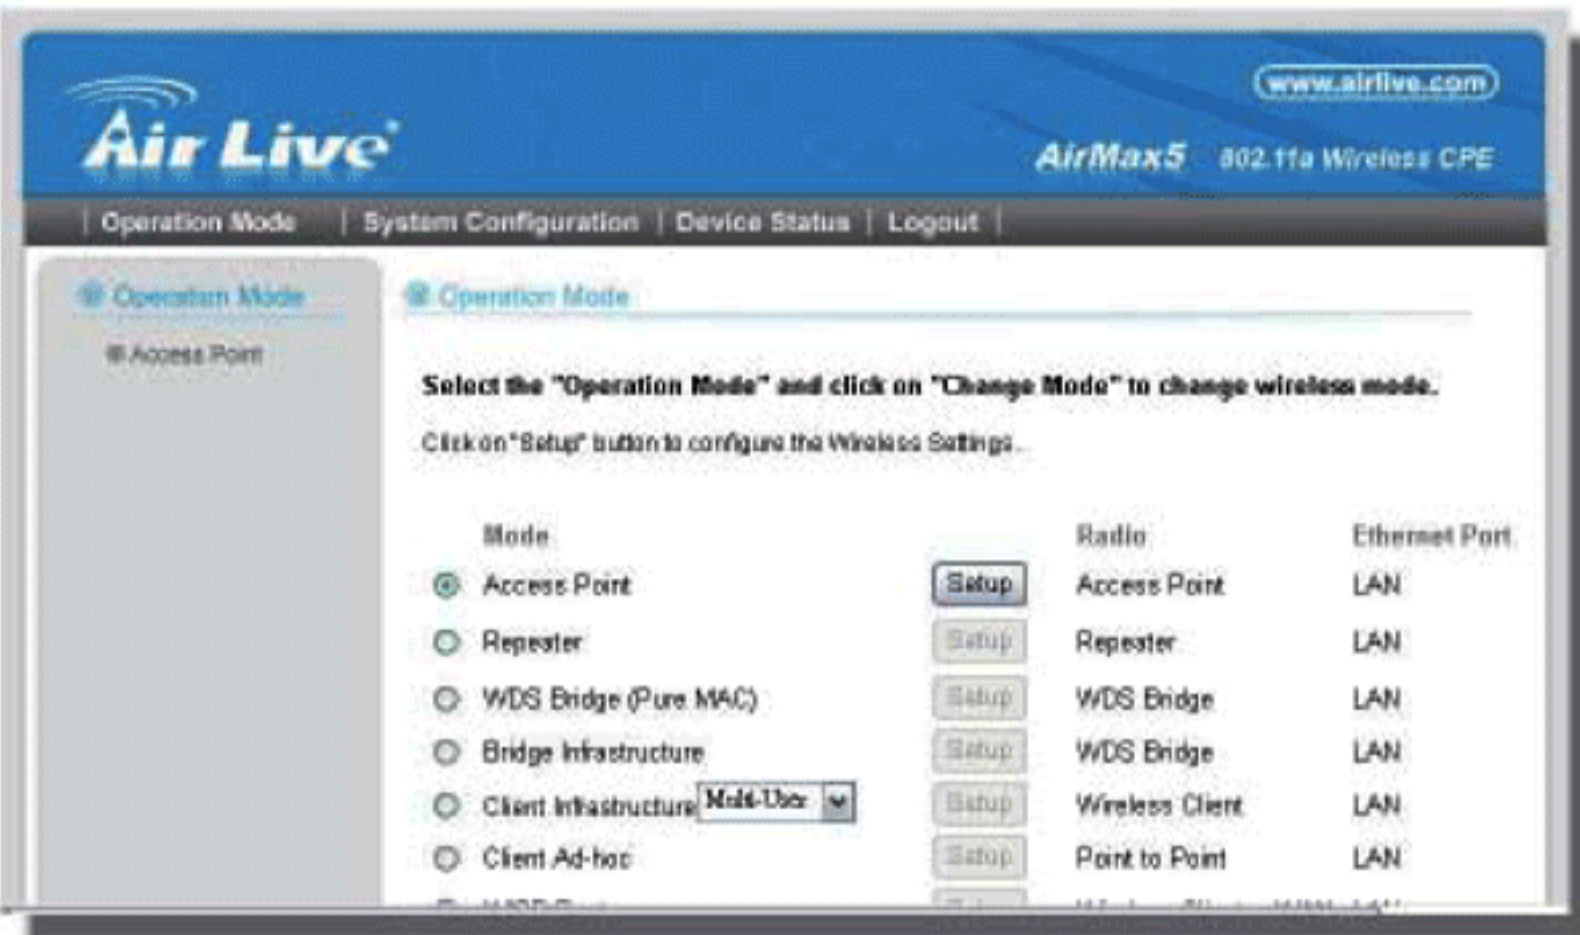 www.airlive.com
Air Live
AirMax5 802.11a Wireless CPE
Operation Mode | System Configuration | Device Status | Logout
Operation Mode
Access Point
Operation Mode
Select the "Operation Mode" and click on "Change Mode" to change wireless mode.
Click on "Setup" button to configure the Wireless Settings.
Mode Radio Ethernet Port
Access Point Setup Access Point LAN
Repeater Setup Repeater LAN
WDS Bridge (Pure MAC) Setup WDS Bridge LAN
Bridge Infrastructure Setup WDS Bridge LAN
Client Infrastructure Multi-User Setup Wireless Client LAN
Client Ad-hoc Setup Point to Point LAN